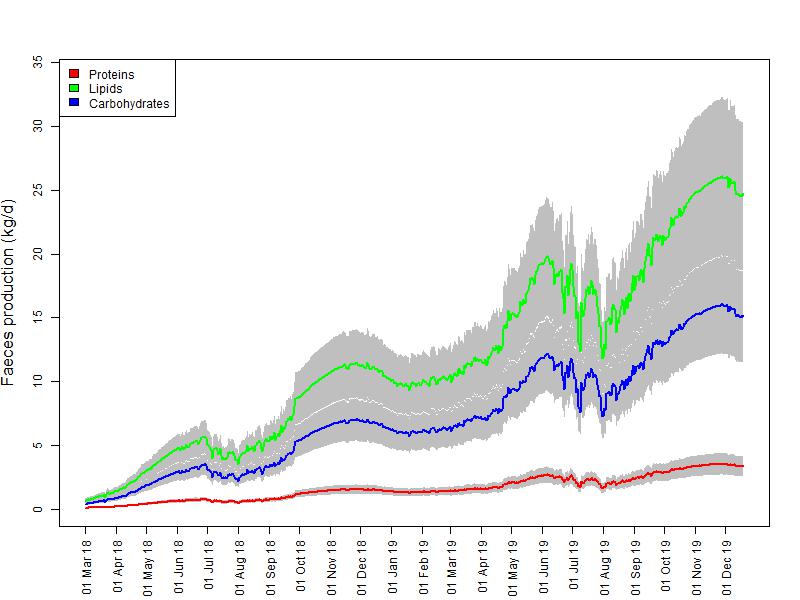 Proteins
Lipids
Carbohydrates
Faeces production (kg/d)
35
30
25
20
15
10
5
0
01 Mar 18
01 Apr 18
01 May 18
01 Jun 18
01 Jul 18
01 Aug 18
01 Sep 18
01 Oct 18
01 Nov 18
01 Dec 18
01 Jan 19
01 Feb 19
01 Mar 19
01 Apr 19
01 May 19
01 Jun 19
01 Jul 19
01 Aug 19
01 Sep 19
01 Oct 19
01 Nov 19
01 Dec 19